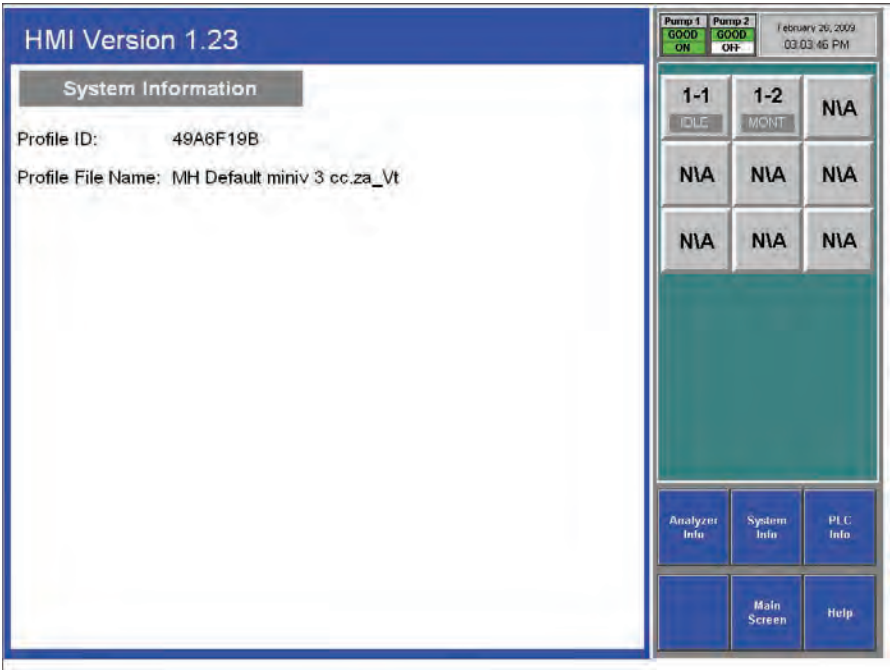 HMI Version 1.23
System Information
Profile ID: 49A6F19B
Profile File Name: MH Default miniv 3 cc.za_Vt
Pump 1 Pump 2
GOOD GOOD
ON OFF
February 26, 2009
03:03:46 PM
1-1 1-2 N\A
IDLE MONT
N\A N\A N\A
N\A N\A N\A
Analyzer Info
System Info
PLC Info
Main Screen
Help